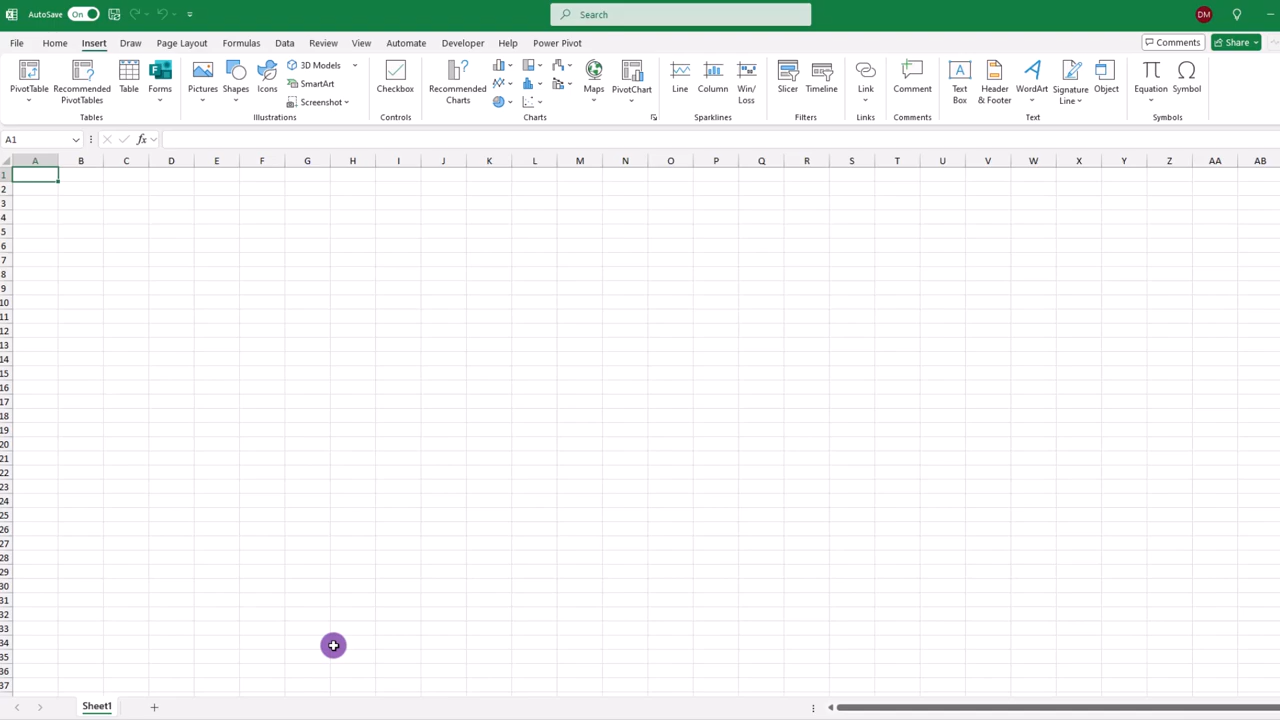 AutoSave On Search DM
File Home Insert Draw Page Layout Formulas Data Review View Automate Developer Help Power Pivot Comments Share
PivotTable Recommended PivotTables Table Forms
Tables
Pictures Shapes Icons 3D Models SmartArt Screenshot
Illustrations
Checkbox
Controls
Recommended Charts Maps PivotChart
Charts
Line Column Win/ Loss
Sparklines
Slicer Timeline
Filters
Link
Links
Comment
Comments
Text Box Header & Footer WordArt Signature Line Object
Text
Equation Symbol
Symbols
A1 fx
A B C D E F G H I J K L M N O P Q R S T U V W X Y Z AA AB
1
2
3
4
5
6
7
8
9
10
11
12
13
14
15
16
17
18
19
20
21
22
23
24
25
26
27
28
29
30
31
32
33
34
35
36
37
Sheet1